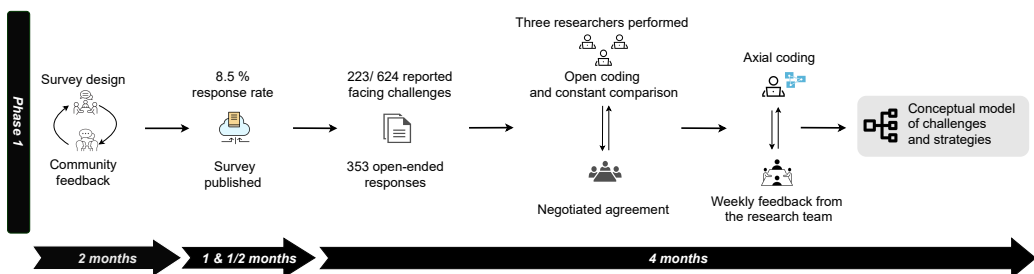 Phase 1
Survey design
Community
feedback
8.5 %
response rate
Survey
published
223/ 624 reported
facing challenges
353 open-ended
responses
Three researchers performed
Open coding
and constant comparison
Negotiated agreement
Axial coding
Weekly feedback from
the research team
Conceptual model
of challenges
and strategies
2 months
1 & 1/2 months
4 months